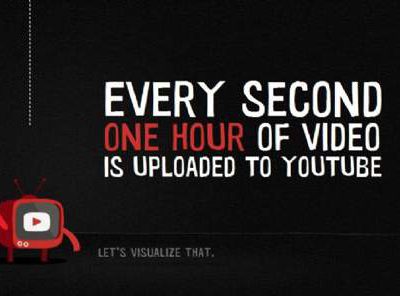 EVERY SECOND
ONE HOUR OF VIDEO
IS UPLOADED TO YOUTUBE
LET'S VISUALIZE THAT.